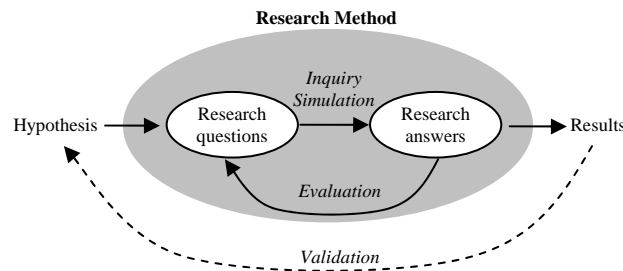 Research Method
Inquiry
Simulation
Hypothesis
Research
questions
Research
answers
Results
Evaluation
Validation